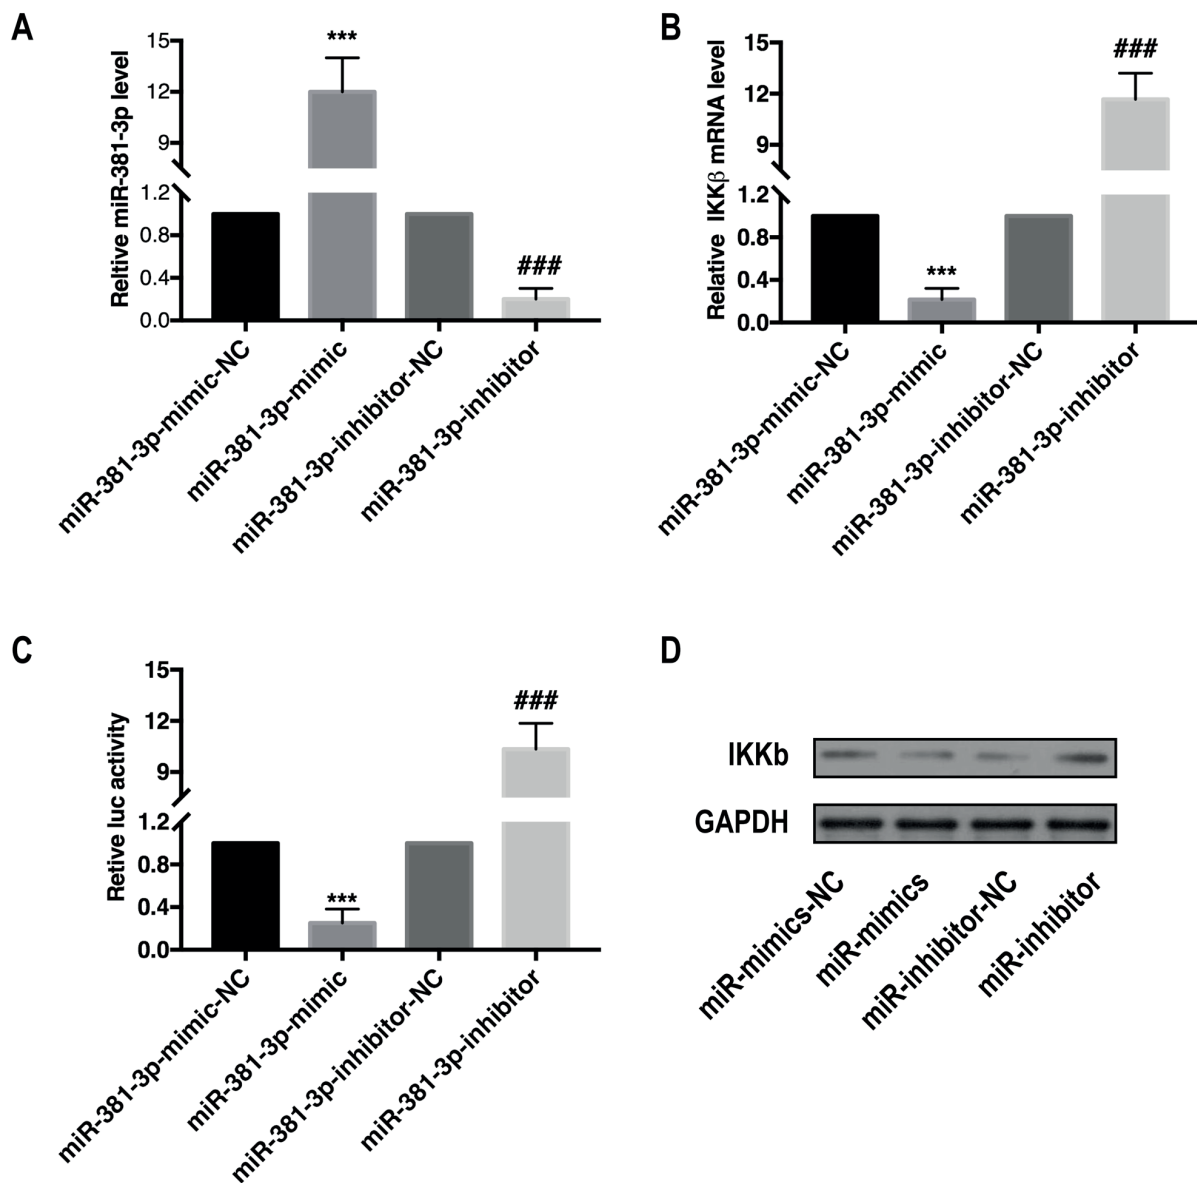 A
Reltive miR-381-3p level
15
12
9
1.2
0.8
0.4
0.0
***
###
miR-381-3p-mimic-NC
miR-381-3p-mimic
miR-381-3p-inhibitor-NC
miR-381-3p-inhibitor
B
Relative IKKβ mRNA level
15
12
9
1.2
0.8
0.4
0.0
***
###
miR-381-3p-mimic-NC
miR-381-3p-mimic
miR-381-3p-inhibitor-NC
miR-381-3p-inhibitor
C
Retive luc activity
15
12
9
1.2
0.8
0.4
0.0
***
###
miR-381-3p-mimic-NC
miR-381-3p-mimic
miR-381-3p-inhibitor-NC
miR-381-3p-inhibitor
D
IKKb
GAPDH
miR-mimics-NC
miR-mimics
miR-inhibitor-NC
miR-inhibitor